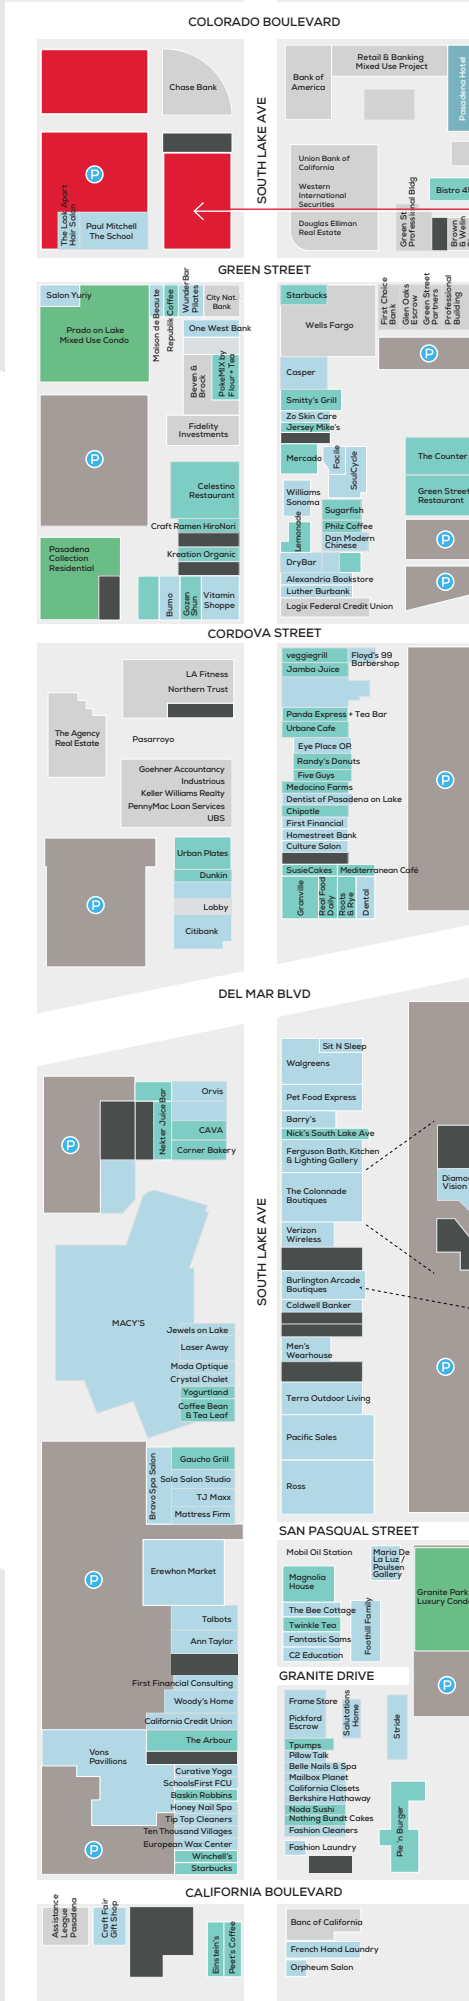 COLORADO BOULEVARD
Chase Bank
P
The Look Apart
Hair Salon
Paul Mitchell
The School
SOUTH LAKE AVE
Bank of
America
Retail & Banking
Mixed Use Project
Pasadena Hotel
Union Bank of
California
Western
International
Securities
Douglas Elliman
Real Estate
Green St.
Professional Bldg
Bistro 45
Brown
& Welin
GREEN STREET
Salon Yuriy
Prado on Lake
Mixed Use Condo
Maison de Beaute
Republik Coffee
WunderBar
Pilates
City Nat.
Bank
One West Bank
Beven &
Brock
PokeMIX by
Flour + Tea
Fidelity
Investments
P
Celestino
Restaurant
Craft Ramen HiroNori
Kreation Organic
Pasadena
Collection
Residential
Bumo
Gozen
Shun
Vitamin
Shoppe
Starbucks
Wells Fargo
First Choice
Bank
Glen Oaks
Escrow
Green Street
Partners
Professional
Building
P
Casper
Smitty's Grill
Zo Skin Care
Jersey Mike's
Mercado
Facile
SoulCycle
Williams
Sonoma
Sugarfish
Lemonade
Philz Coffee
Dan Modern
Chinese
DryBar
Alexandria Bookstore
Luther Burbank
Logix Federal Credit Union
The Counter
Green Street
Restaurant
P
P
CORDOVA STREET
LA Fitness
Northern Trust
The Agency
Real Estate
Pasarroyo
Goehner Accountancy
Industrious
Keller Williams Realty
PennyMac Loan Services
UBS
P
Urban Plates
Dunkin
Lobby
Citibank
veggiegrill
Floyd's 99
Barbershop
Jamba Juice
Panda Express + Tea Bar
Urbane Cafe
Eye Place OP.
Randy's Donuts
Five Guys
Medocino Farms
Dentist of Pasadena on Lake
Chipotle
First Financial
Homestreet Bank
Culture Salon
SusieCakes
Mediterranean Café
Granville
Real Food
Daily
Roots
& Rye
Dental
P
DEL MAR BLVD
P
Nekter Juice Bar
Orvis
CAVA
Corner Bakery
SOUTH LAKE AVE
MACY'S
Jewels on Lake
Laser Away
Moda Optique
Crystal Chalet
Yogurtland
Coffee Bean
& Tea Leaf
Sit N Sleep
Walgreens
Pet Food Express
Barry's
Nick's South Lake Ave
Ferguson Bath, Kitchen
& Lighting Gallery
The Colonnade
Boutiques
Verizon
Wireless
Burlington Arcade
Boutiques
Coldwell Banker
Men's
Wearhouse
Terra Outdoor Living
Pacific Sales
Ross
Diamo
Vision
P
Bravo Spa Salon
Gaucho Grill
Sola Salon Studio
TJ Maxx
Mattress Firm
P
Erewhon Market
Talbots
Ann Taylor
First Financial Consulting
Woody's Home
California Credit Union
The Arbour
Vons
Pavillions
Curative Yoga
SchoolsFirst FCU
Baskin Robbins
Honey Nail Spa
Tip Top Cleaners
Ten Thousand Villages
European Wax Center
Winchell's
Starbucks
P
SAN PASQUAL STREET
Mobil Oil Station
Maria De
La Luz /
Poulsen
Gallery
Magnolia
House
The Bee Cottage
Twinkle Tea
Fantastic Sams
C2 Education
Foothill Family
Granite Park
Luxury Cond
P
GRANITE DRIVE
Frame Store
Pickford
Escrow
Salutations
Home
Stride
Tpumps
Pillow Talk
Belle Nails & Spa
Mailbox Planet
California Closets
Berkshire Hathaway
Noda Sushi
Nothing Bundt Cakes
Fashion Cleaners
Fashion Laundry
Pie 'n Burger
CALIFORNIA BOULEVARD
Assistance
League
Pasadena
Craft Fair
Gift Shop
Einstein's
Peet's Coffee
Banc of California
French Hand Laundry
Orpheum Salon